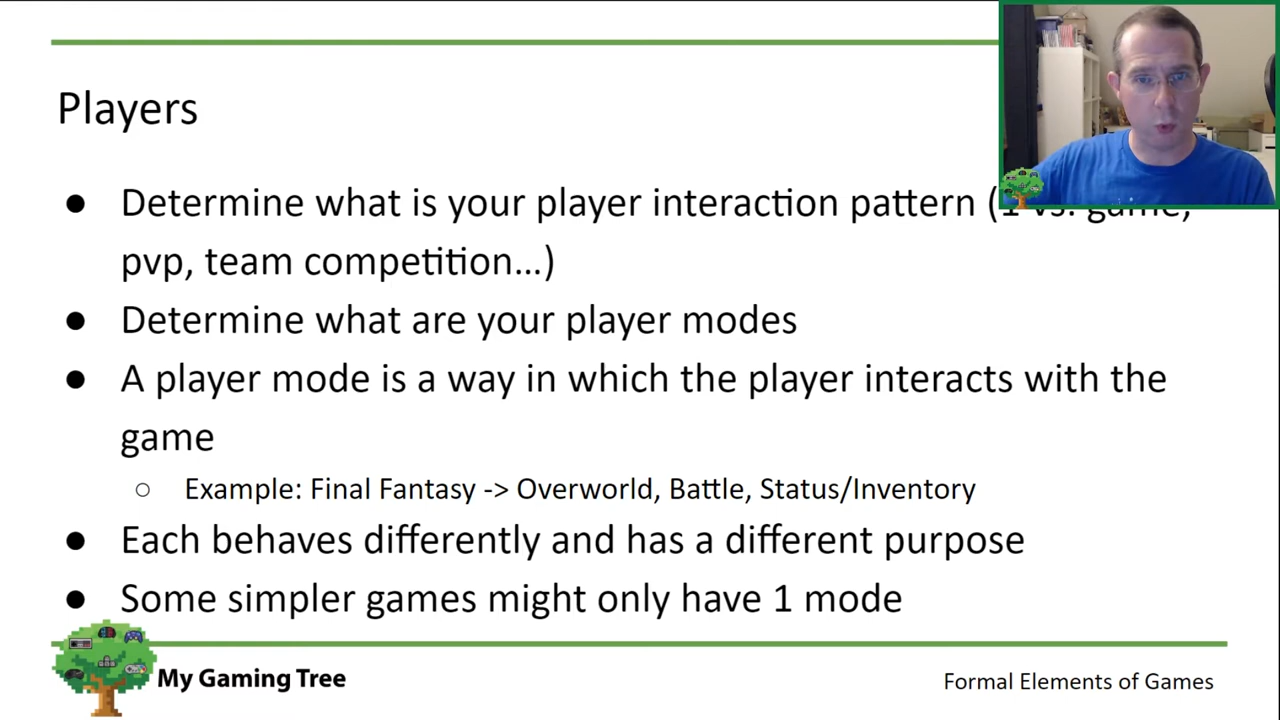 Players
● Determine what is your player interaction pattern (1 vs. game,
pvp, team competition...)
● Determine what are your player modes
● A player mode is a way in which the player interacts with the
game
○ Example: Final Fantasy -> Overworld, Battle, Status/Inventory
● Each behaves differently and has a different purpose
● Some simpler games might only have 1 mode
My Gaming Tree
Formal Elements of Games